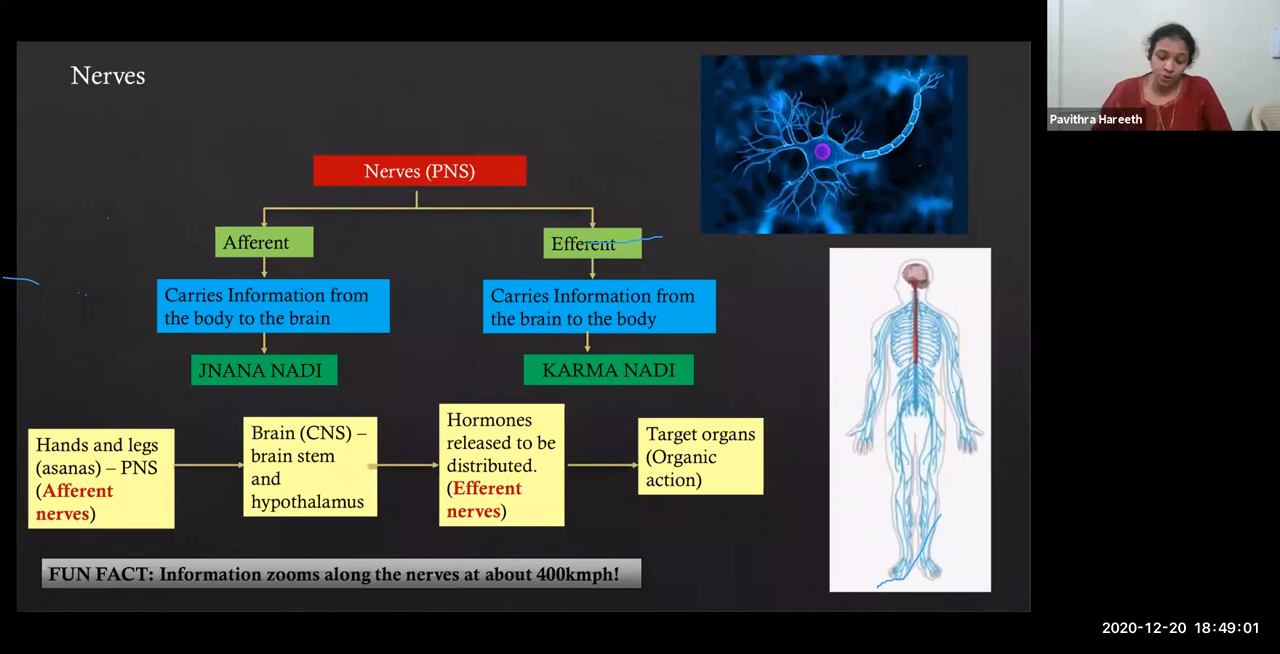 Nerves
Pavithra Hareeth
Nerves (PNS)
Afferent
Efferent
Carries Information from
the body to the brain
Carries Information from
the brain to the body
JNANA NADI
KARMA NADI
Hands and legs
(asanas) – PNS
(Afferent
nerves)
Brain (CNS) –
brain stem
and
hypothalamus
Hormones
released to be
distributed.
(Efferent
nerves)
Target organs
(Organic
action)
FUN FACT: Information zooms along the nerves at about 400kmph!
2020-12-20 18:49:01